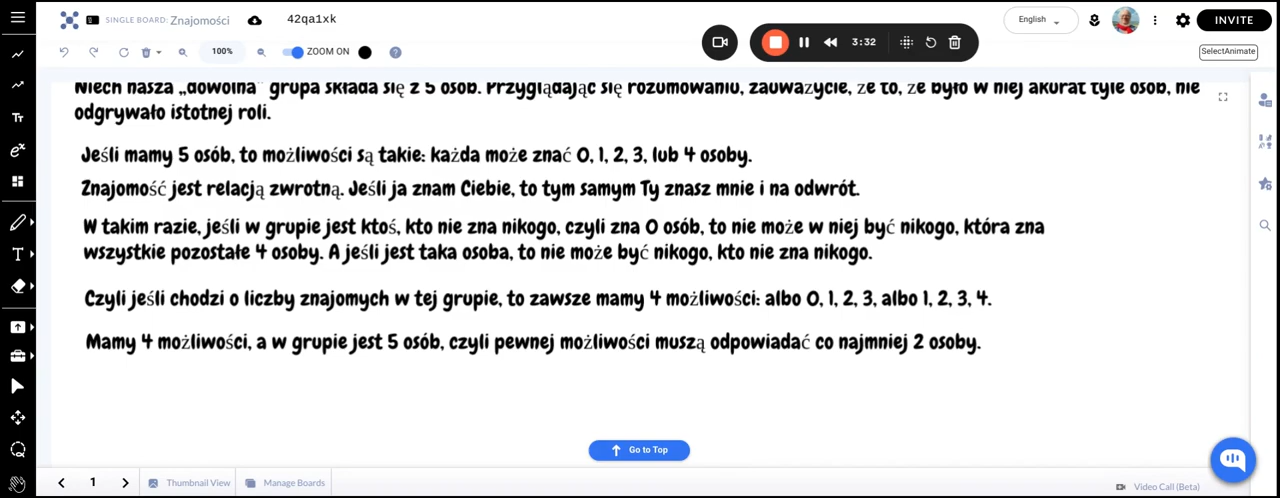 SINGLE BOARD: Znajomości
42qa1xk
English
INVITE
100%
ZOOM ON
3:32
SelectAnimate
Niech nasza „dowolna” grupa składa się z 5 osób. Przyglądając się rozumowaniu, zauważycie, że to, że było w niej akurat tyle osób, nie
odgrywało istotnej roli.
Jeśli mamy 5 osób, to możliwości są takie: każda może znać 0, 1, 2, 3, lub 4 osoby.
Znajomość jest relacją zwrotną. Jeśli ja znam Ciebie, to tym samym Ty znasz mnie i na odwrót.
W takim razie, jeśli w grupie jest ktoś, kto nie zna nikogo, czyli zna 0 osób, to nie może w niej być nikogo, która zna
wszystkie pozostałe 4 osoby. A jeśli jest taka osoba, to nie może być nikogo, kto nie zna nikogo.
Czyli jeśli chodzi o liczby znajomych w tej grupie, to zawsze mamy 4 możliwości: albo 0, 1, 2, 3, albo 1, 2, 3, 4.
Mamy 4 możliwości, a w grupie jest 5 osób, czyli pewnej możliwości muszą odpowiadać co najmniej 2 osoby.
Go to Top
1
Thumbnail View
Manage Boards
Video Call (Beta)